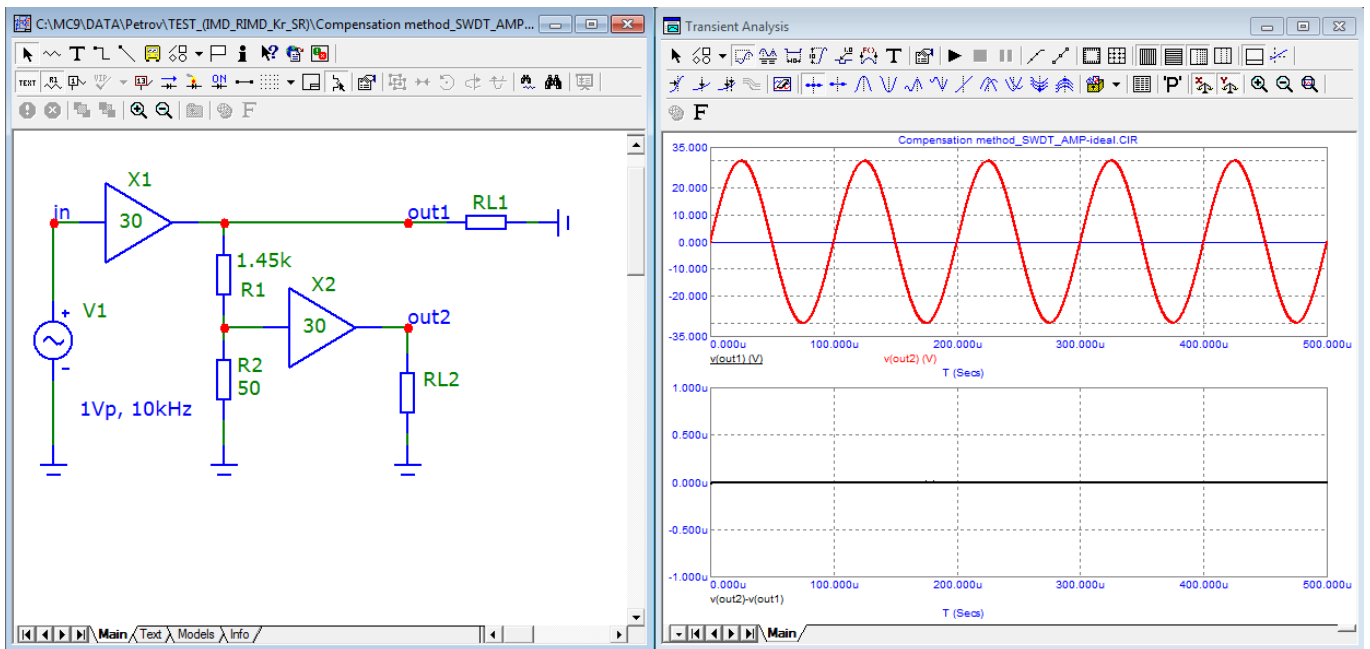 C:\MC9\DATA\Petrov\TEST_(IMD_RIMD_Kr_SR)\Compensation method_SWDT_AMP...
T
TEXT
R1
ON
F
X1
in
30
out1
RL1
1.45k
R1
X2
V1
30
out2
R2
50
RL2
1Vp, 10kHz
Main Text Models Info
Transient Analysis
T
'P'
F
Compensation method_SWDT_AMP-ideal.CIR
35.000
20.000
10.000
0.000
-10.000
-20.000
-35.000
0.000u 100.000u 200.000u 300.000u 400.000u 500.000u
v(out1) (V) v(out2) (V)
T (Secs)
1.000u
0.500u
0.000u
-0.500u
-1.000u
0.000u 100.000u 200.000u 300.000u 400.000u 500.000u
v(out2)-v(out1)
T (Secs)
Main